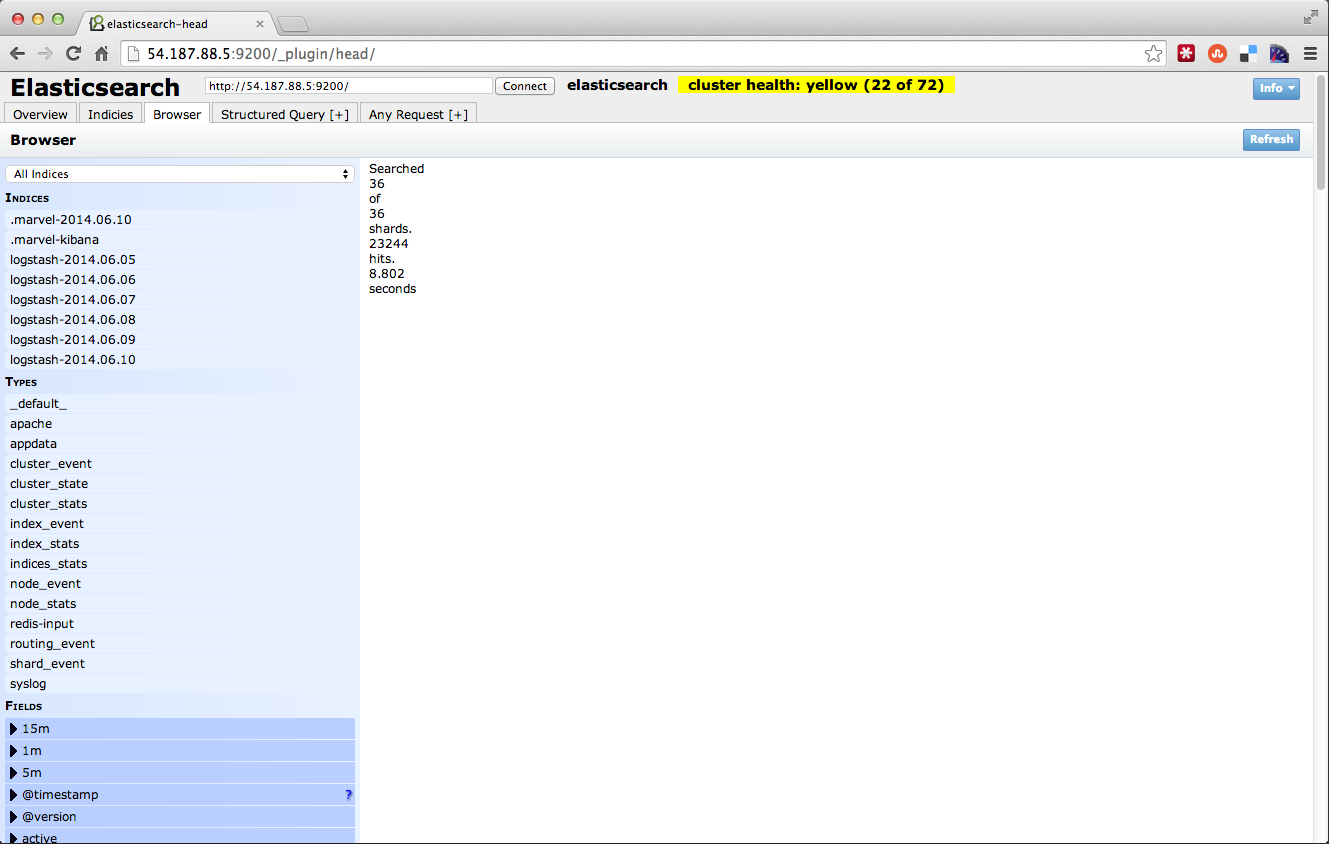 elasticsearch-head
54.187.88.5:9200/_plugin/head/
Elasticsearch
http://54.187.88.5:9200/
Connect
elasticsearch
cluster health: yellow (22 of 72)
Info
Overview
Indicies
Browser
Structured Query [+]
Any Request [+]
Browser
Refresh
All Indices
Indices
.marvel-2014.06.10
.marvel-kibana
logstash-2014.06.05
logstash-2014.06.06
logstash-2014.06.07
logstash-2014.06.08
logstash-2014.06.09
logstash-2014.06.10
Types
_default_
apache
appdata
cluster_event
cluster_state
cluster_stats
index_event
index_stats
indices_stats
node_event
node_stats
redis-input
routing_event
shard_event
syslog
Fields
15m
1m
5m
@timestamp ?
@version
active
Searched
36
of
36
shards.
23244
hits.
8.802
seconds